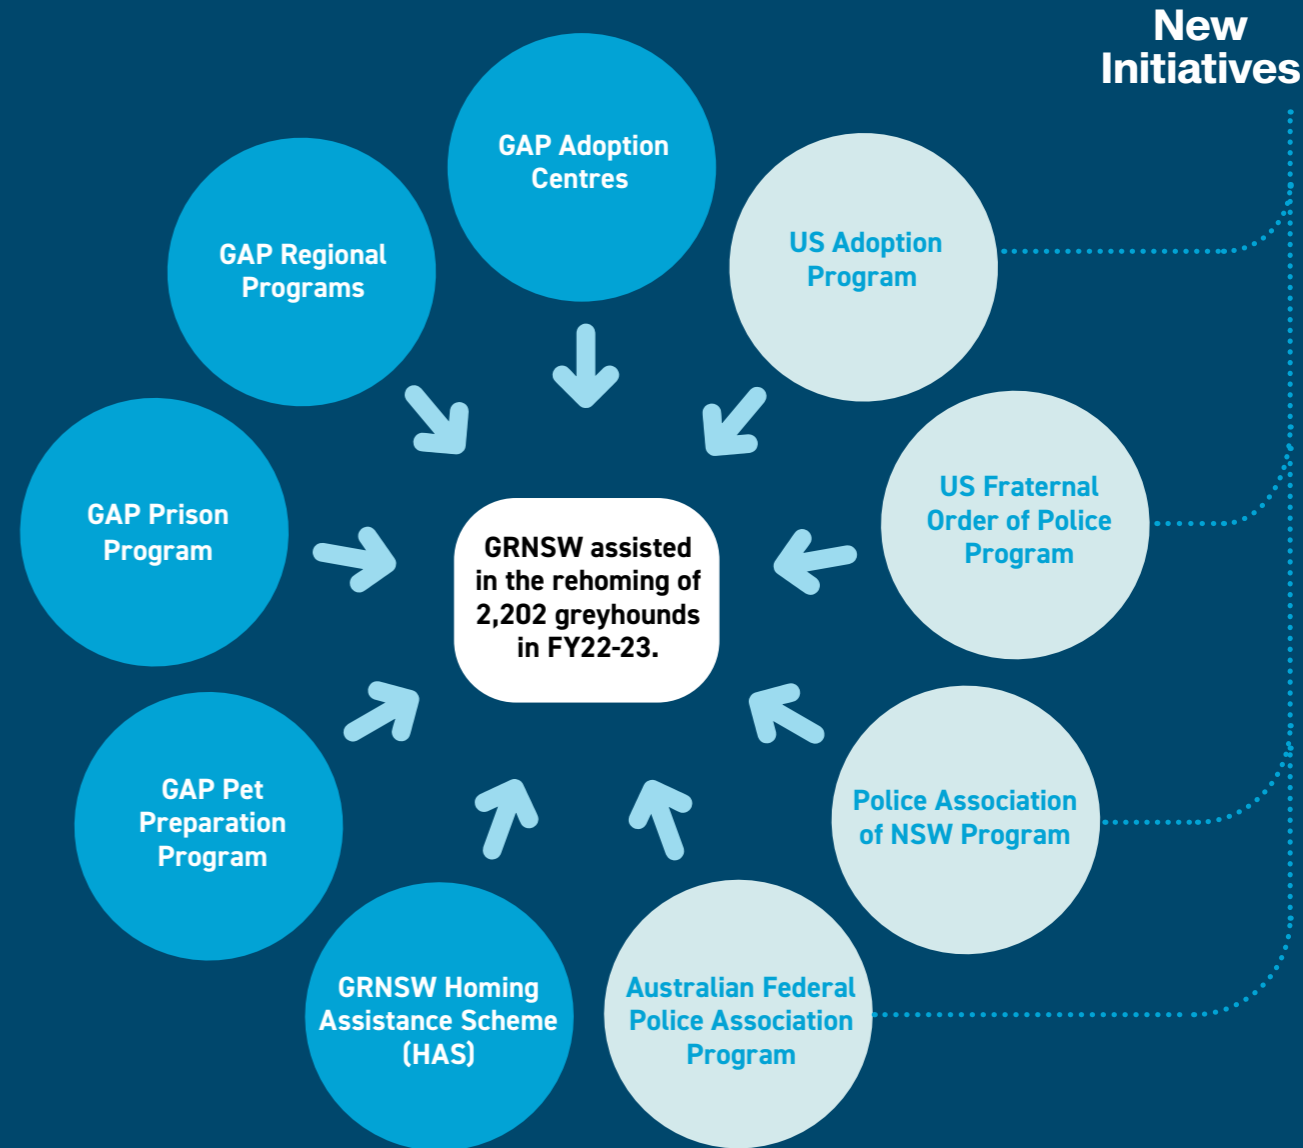 New
Initiatives
GAP Adoption
Centres
US Adoption
Program
GAP Regional
Programs
US Fraternal
Order of Police
Program
GAP Prison
Program
GRNSW assisted
in the rehoming of
2,202 greyhounds
in FY22-23.
Police Association
of NSW Program
GAP Pet
Preparation
Program
GRNSW Homing
Assistance Scheme
(HAS)
Australian Federal
Police Association
Program